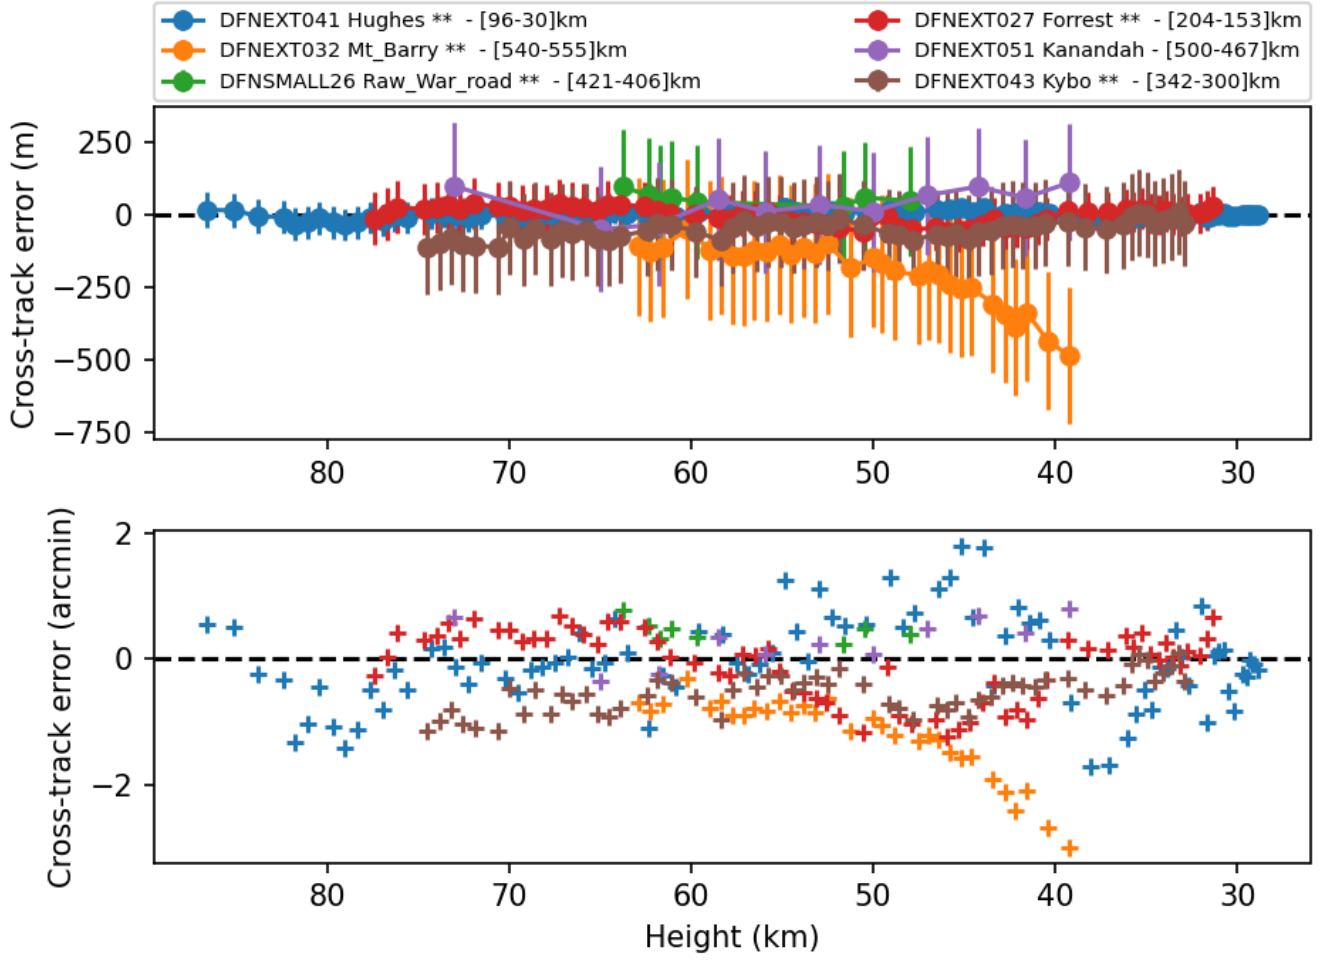 DFNEXT041 Hughes ** - [96-30]km
DFNEXT032 Mt_Barry ** - [540-555]km
DFNSMALL26 Raw_War_road ** - [421-406]km
DFNEXT027 Forrest ** - [204-153]km
DFNEXT051 Kanandah - [500-467]km
DFNEXT043 Kybo ** - [342-300]km
Cross-track error (m)
250
0
−250
−500
−750
80 70 60 50 40 30
Cross-track error (arcmin)
2
0
−2
80 70 60 50 40 30
Height (km)